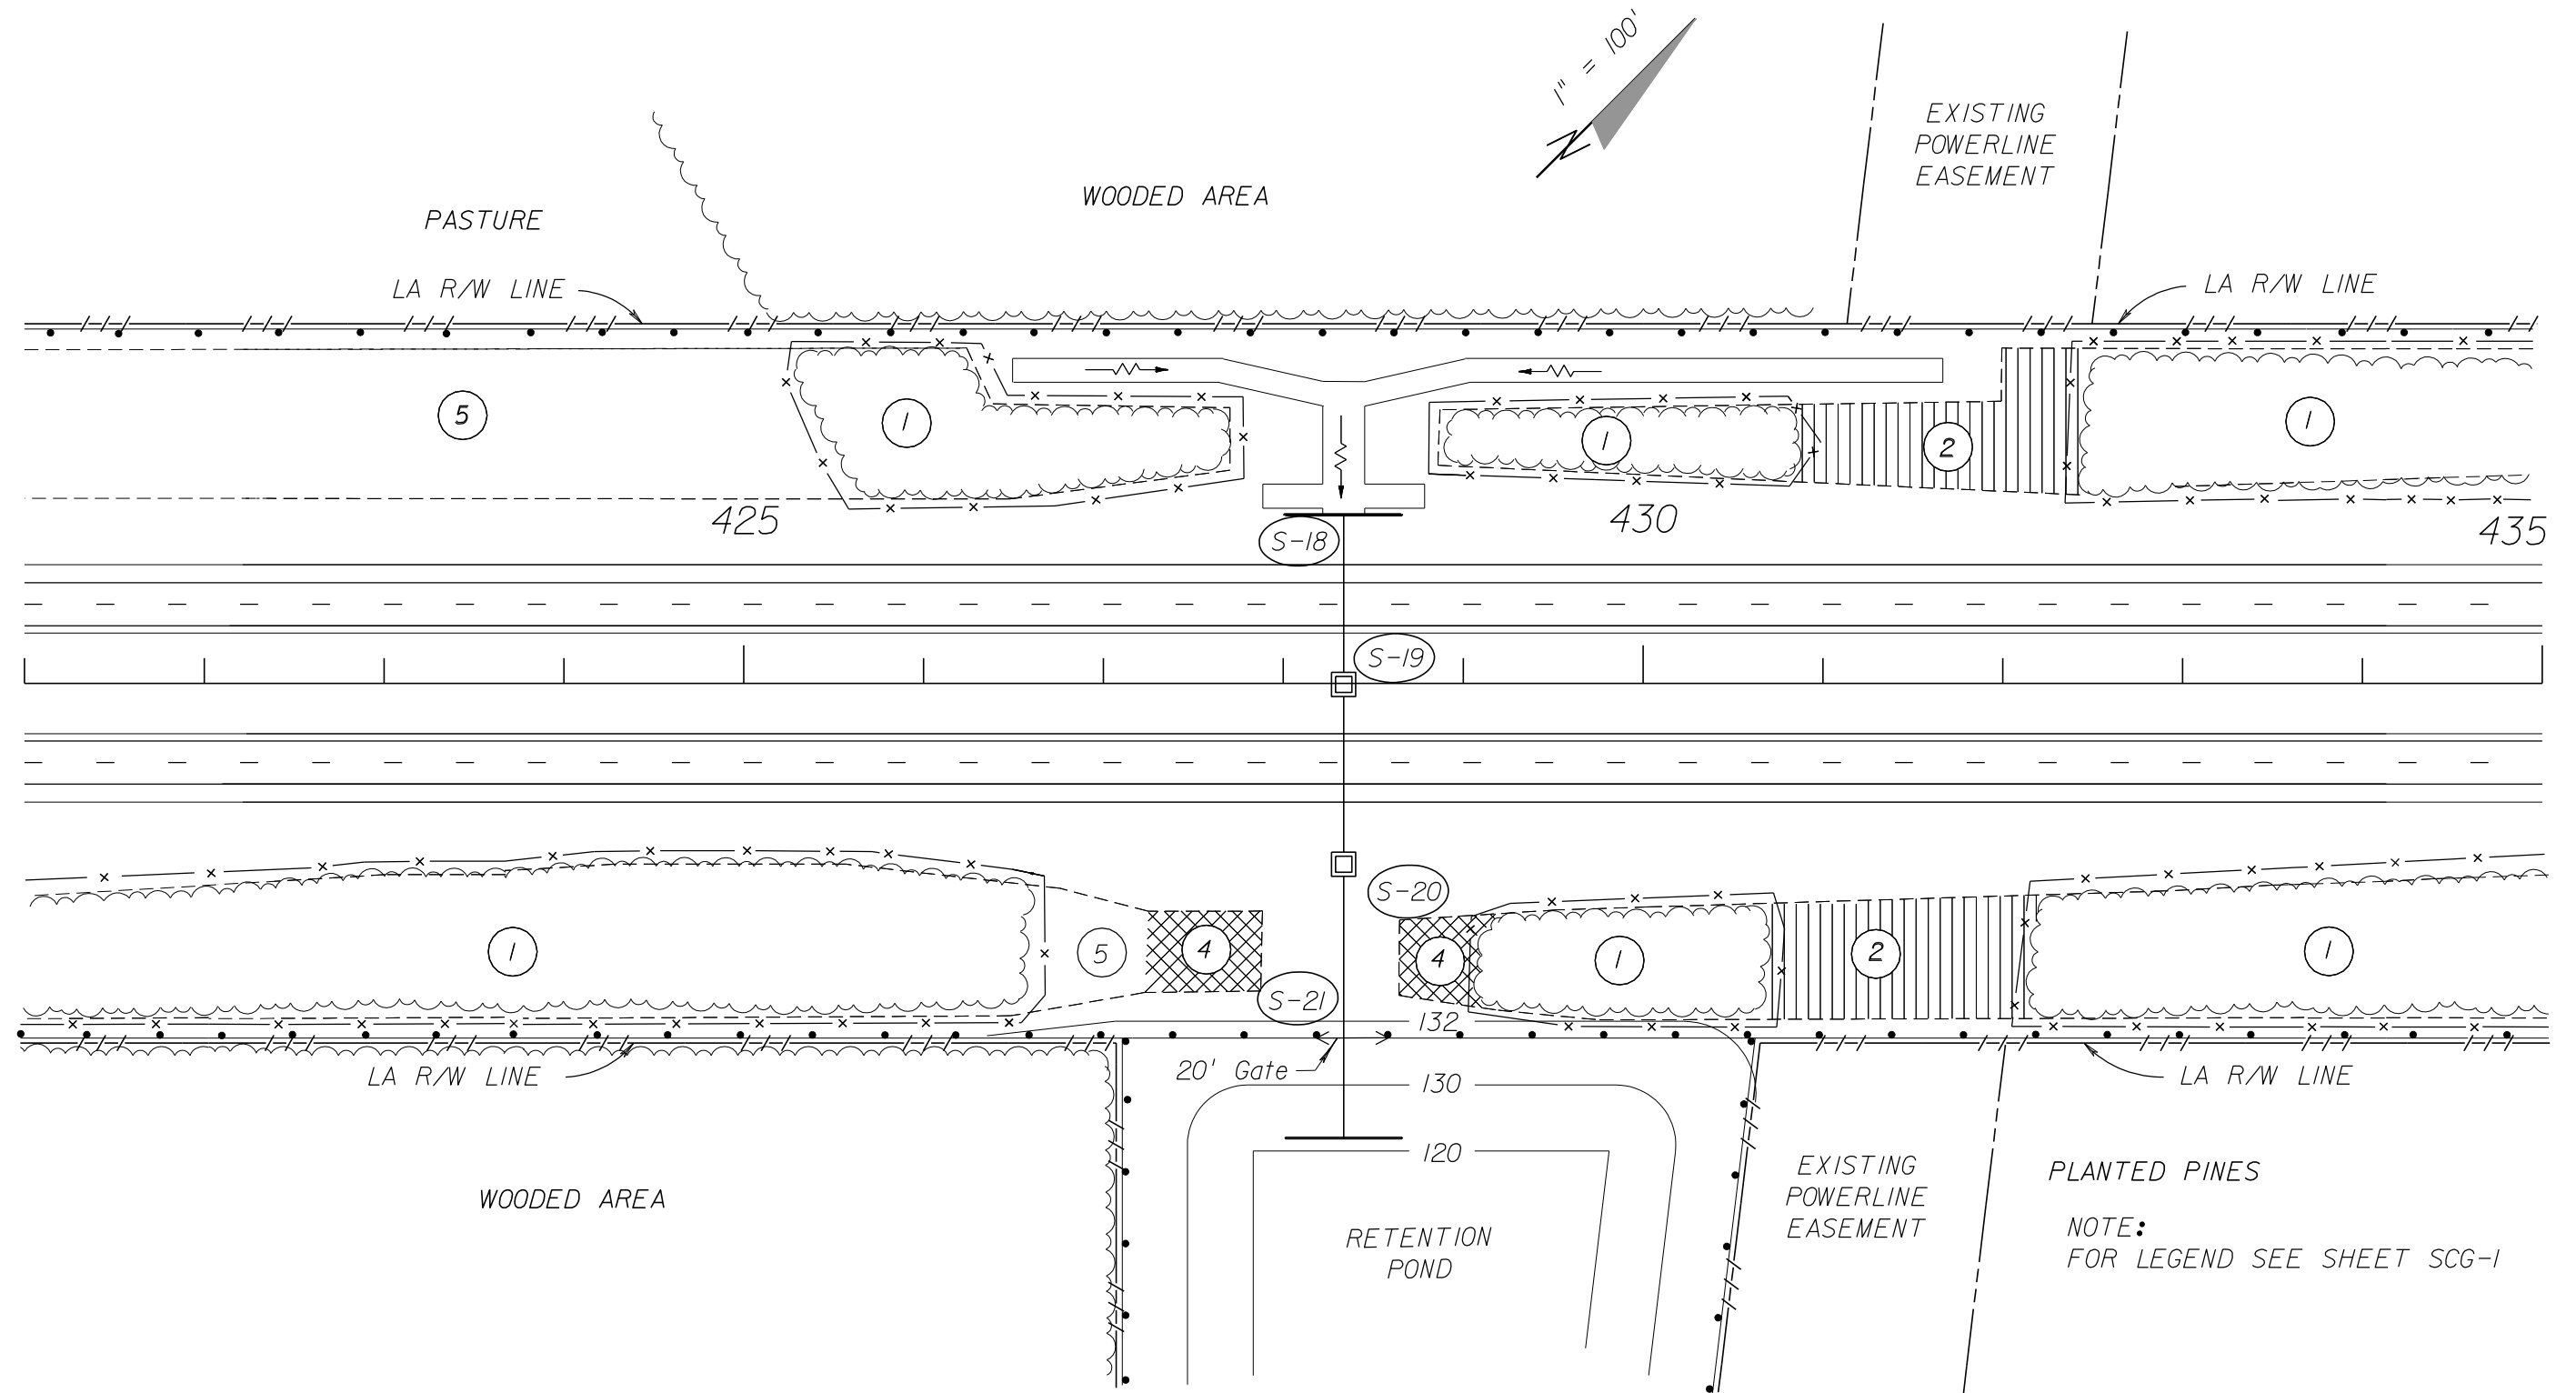 1" = 100'
N
EXISTING
POWERLINE
EASEMENT
WOODED AREA
PASTURE
LA R/W LINE
LA R/W LINE
5
1
1
2
1
425
430
435
S-18
S-19
S-20
1
5
4
4
1
2
1
S-21
132
20' Gate
130
LA R/W LINE
LA R/W LINE
120
WOODED AREA
RETENTION
POND
EXISTING
POWERLINE
EASEMENT
PLANTED PINES
NOTE:
FOR LEGEND SEE SHEET SCG-1